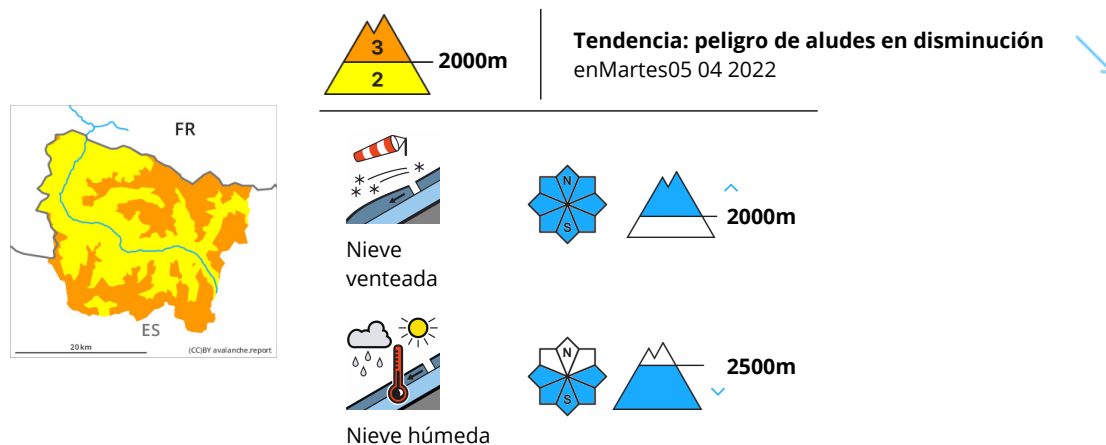 3
2
2000m
Tendencia: peligro de aludes en disminución
enMartes05 04 2022
FR
ES
20 km
(CC)BY avalanche.report
N
S
2000m
Nieve
venteada
N
S
2500m
Nieve húmeda